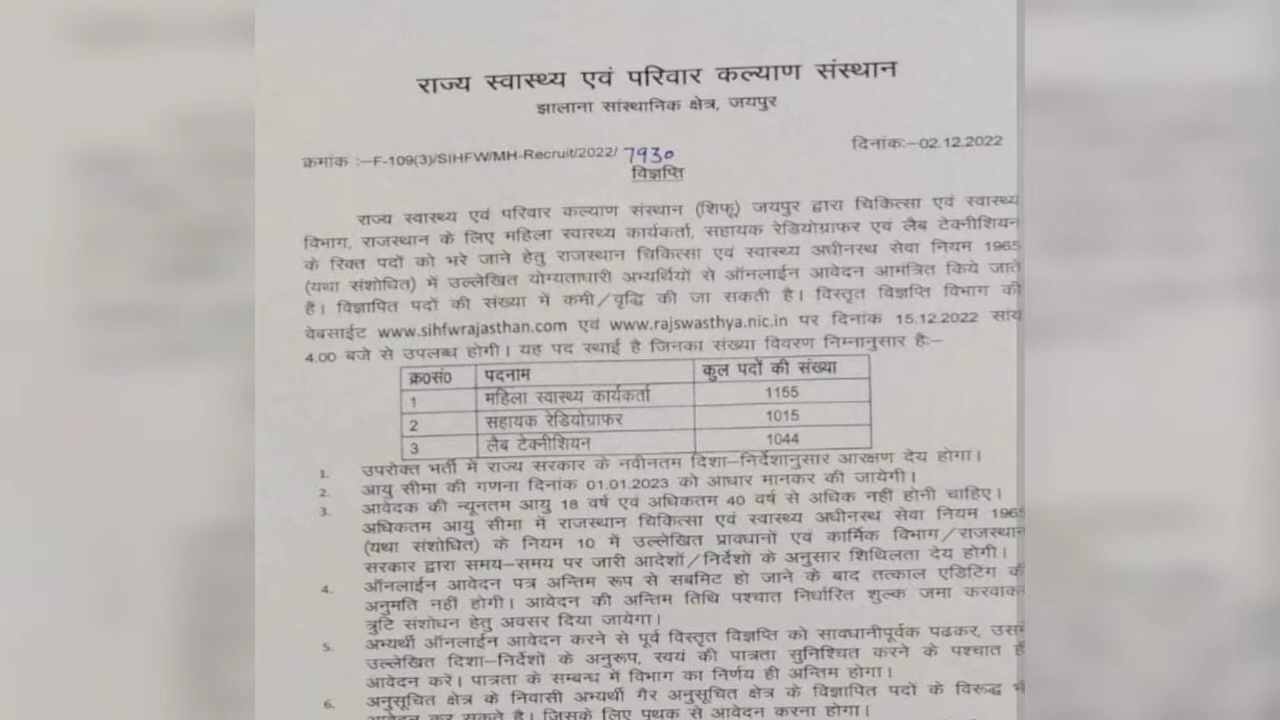 राज्य स्वास्थ्य एवं परिवार कल्याण संस्थान
झालाना सांस्थानिक क्षेत्र, जयपुर
क्रमांक :–F-109(3)/SIHFW/MH-Recruit/2022/ 7930 दिनांकः–02.12.2022
विज्ञप्ति
राज्य स्वास्थ्य एवं परिवार कल्याण संस्थान (शिफू) जयपुर द्वारा चिकित्सा एवं स्वास्थ्य
विभाग, राजस्थान के लिए महिला स्वास्थ्य कार्यकर्ता, सहायक रेडियोग्राफर एवं लैब टेक्नीशियन
के रिक्त पदों को भरे जाने हेतु राजस्थान चिकित्सा एवं स्वास्थ्य अधीनस्थ सेवा नियम 1965
(यथा संशोधित) में उल्लेखित योग्यताधारी अभ्यर्थियों से ऑनलाईन आवेदन आमंत्रित किये जाते
है। विज्ञापित पदों की संख्या में कमी/वृद्धि की जा सकती है। विस्तृत विज्ञप्ति विभाग की
वेबसाईट www.sihfwrajasthan.com एवं www.rajswasthya.nic.in पर दिनांक 15.12.2022 सांय
4.00 बजे से उपलब्ध होगी। यह पद स्थाई है जिनका संख्या विवरण निम्नानुसार हैः–
क्र0सं0 पदनाम कुल पदों की संख्या
1 महिला स्वास्थ्य कार्यकर्ता 1155
2 सहायक रेडियोग्राफर 1015
3 लैब टेक्नीशियन 1044
1. उपरोक्त भर्ती में राज्य सरकार के नवीनतम दिशा–निर्देशानुसार आरक्षण देय होगा।
2. आयु सीमा की गणना दिनांक 01.01.2023 को आधार मानकर की जायेगी।
3. आवेदक की न्यूनतम आयु 18 वर्ष एवं अधिकतम 40 वर्ष से अधिक नहीं होनी चाहिए।
अधिकतम आयु सीमा में राजस्थान चिकित्सा एवं स्वास्थ्य अधीनस्थ सेवा नियम 1965
(यथा संशोधित) के नियम 10 में उल्लेखित प्रावधानों एवं कार्मिक विभाग/राजस्थान
सरकार द्वारा समय–समय पर जारी आदेशों/निर्देशों के अनुसार शिथिलता देय होगी।
4. ऑनलाईन आवेदन पत्र अन्तिम रूप से सबमिट हो जाने के बाद तत्काल एडिटिंग की
अनुमति नहीं होगी। आवेदन की अन्तिम तिथि पश्चात निर्धारित शुल्क जमा करवाकर
त्रुटि संशोधन हेतु अवसर दिया जायेगा।
5. अभ्यर्थी ऑनलाईन आवेदन करने से पूर्व विस्तृत विज्ञप्ति को सावधानीपूर्वक पढकर,
उल्लेखित दिशा–निर्देशों के अनुरूप, स्वयं की पात्रता सुनिश्चित करने के पश्चात
आवेदन करें। पात्रता के सम्बन्ध में विभाग का निर्णय ही अन्तिम होगा।
6. अनुसूचित क्षेत्र के निवासी अभ्यर्थी गैर अनुसूचित क्षेत्र के विज्ञापित पदों के विरूद्ध
आवेदन कर सकते है। जिसके लिए पृथक से आवेदन करना होगा।